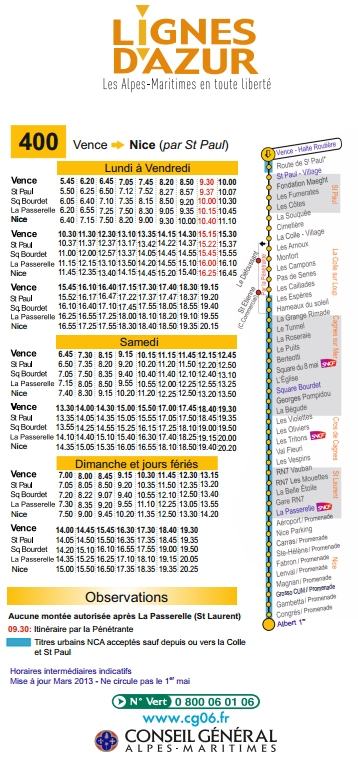 LIGNES
D'AZUR
Les Alpes-Maritimes en toute liberté
400 Vence Nice (par St Paul)
Lundi à Vendredi
Vence 5.45 6.20 6.45 7.05 7.45 8.20 8.50 9.30 10.00
St Paul 5.50 6.25 6.50 7.12 7.52 8.27 8.57 9.37 10.07
Sq Bourdet 6.05 6.40 7.10 7.35 8.15 8.50 9.20 10.00 10.30
La Passerelle 6.20 6.55 7.25 7.50 8.30 9.05 9.35 10.10 10.45
Nice 6.40 7.15 7.50 8.20 9.00 9.30 10.00 10.40 11.10
Vence 10.30 11.30 12.30 13.10 13.35 14.15 14.30 15.15 15.30
St Paul 10.37 11.37 12.37 13.17 13.42 14.22 14.37 15.22 15.37
Sq Bourdet 11.00 12.00 12.57 13.40 14.05 14.45 14.55 15.45 15.55
La Passerelle 11.15 12.15 13.10 13.50 14.20 15.00 15.10 16.00 16.10
Nice 11.45 12.35 13.40 14.15 14.45 15.20 15.40 16.25 16.45
Vence 15.45 16.10 16.40 17.15 17.30 17.40 18.30 19.15
St Paul 15.52 16.17 16.47 17.22 17.37 17.47 18.37 19.20
Sq Bourdet 16.10 16.40 17.10 17.45 17.55 18.05 18.55 19.40
La Passerelle 16.25 16.55 17.25 18.00 18.10 18.20 19.10 19.55
Nice 16.55 17.25 17.55 18.30 18.40 18.50 19.35 20.15
Samedi
Vence 6.45 7.30 8.15 9.15 10.15 11.15 11.45 12.15 12.45
St Paul 6.50 7.35 8.20 9.20 10.20 11.20 11.50 12.20 12.50
Sq Bourdet 7.05 7.50 8.35 9.40 10.40 11.40 12.10 12.40 13.10
La Passerelle 7.15 8.05 8.50 9.55 10.55 12.00 12.25 12.55 13.25
Nice 7.40 8.30 9.15 10.20 11.20 12.25 12.50 13.20 13.50
Vence 13.30 14.00 14.30 15.00 15.50 17.00 17.45 18.40 19.30
St Paul 13.35 14.05 14.35 15.05 15.55 17.05 17.50 18.45 19.35
Sq Bourdet 13.55 14.25 14.55 15.25 16.15 17.25 18.10 19.00 19.50
La Passerelle 14.10 14.40 15.10 15.40 16.30 17.40 18.25 19.15 20.00
Nice 14.35 15.05 15.35 16.05 16.55 18.10 18.50 19.40 20.20
Dimanche et jours fériés
Vence 7.00 8.00 8.45 9.15 10.30 11.45 12.30 13.15
St Paul 7.05 8.05 8.50 9.20 10.35 11.50 12.35 13.20
Sq Bourdet 7.20 8.22 9.07 9.40 10.55 12.10 12.50 13.40
La Passerelle 7.30 8.35 9.20 9.55 11.10 12.25 13.05 13.55
Nice 7.50 9.00 9.45 10.20 11.35 12.50 13.30 14.20
Vence 14.00 14.45 15.50 16.30 17.30 18.40 19.30
St Paul 14.05 14.50 15.55 16.35 17.35 18.45 19.35
Sq Bourdet 14.20 15.10 16.10 16.55 17.55 19.00 19.50
La Passerelle 14.35 15.25 16.25 17.10 18.10 19.15 20.00
Nice 15.00 15.50 16.50 17.35 18.35 19.40 20.20
Vence - Halte Routière
Route de St Paul*
St Paul - Village
Fondation Maeght
Les Fumerates
Les Côtes
La Souquée
Cimetière
La Colle - Village
Les Arnoux
Monfort
Les Campons
Pas de Senes
Les Caillades
Les Espères
Hameaux du soleil
La Grange Rimade
Le Tunnel
La Roseraie
Le Puits
Berteotti
Square du 8 mai SNCF
L'Église
Square Bourdet
Georges Pompidou
La Bégude
Les Violettes
Les Oliviers
Les Tritons SNCF
Val Fleuri
Les Vespins
RN7 Vauban
RN7 Les Mouettes
La Belle Étoile
Gare RN7
La Passerelle SNCF
Aéroport / Promenade
Nice Parking
Carras / Promenade
Ste-Hélène / Promenade
Fabron / Promenade
Lenval / Promenade
Magnan / Promenade
Grosso CUM / Promenade
Gambetta / Promenade
Congrès / Promenade
Albert 1er
St Paul
La Colle sur Loup
Cagnes sur Mer
Cros de Cagnes
St Laurent
Nice
Observations
Aucune montée autorisée après La Passerelle (St Laurent)
09.30: Itinéraire par la Pénétrante
Titres urbains NCA acceptés sauf depuis ou vers la Colle
et St Paul
Horaires intermédiaires indicatifs
Mise à jour Mars 2013 - Ne circule pas le 1er mai
N° Vert 0 800 06 01 06
www.cg06.fr
CONSEIL GÉNÉRAL
ALPES-MARITIMES